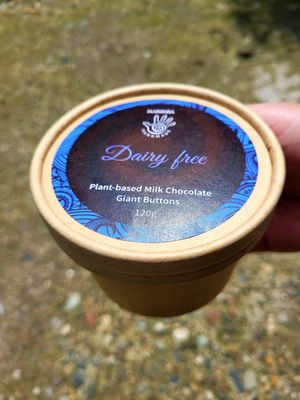 Dairy free
Plant-based Milk Chocolate
Giant Buttons
120g